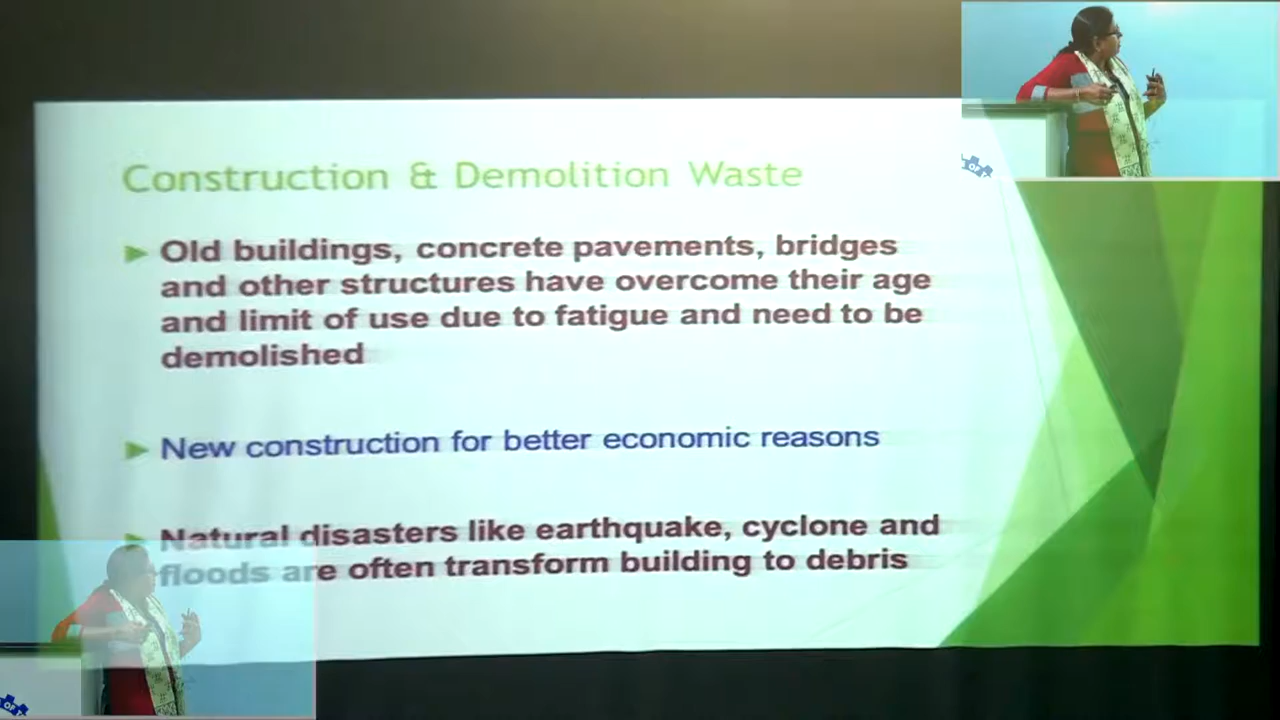 Construction & Demolition Waste
Old buildings, concrete pavements, bridges
and other structures have overcome their age
and limit of use due to fatigue and need to be
demolished
New construction for better economic reasons
Natural disasters like earthquake, cyclone and
floods are often transform building to debris
OF
OF